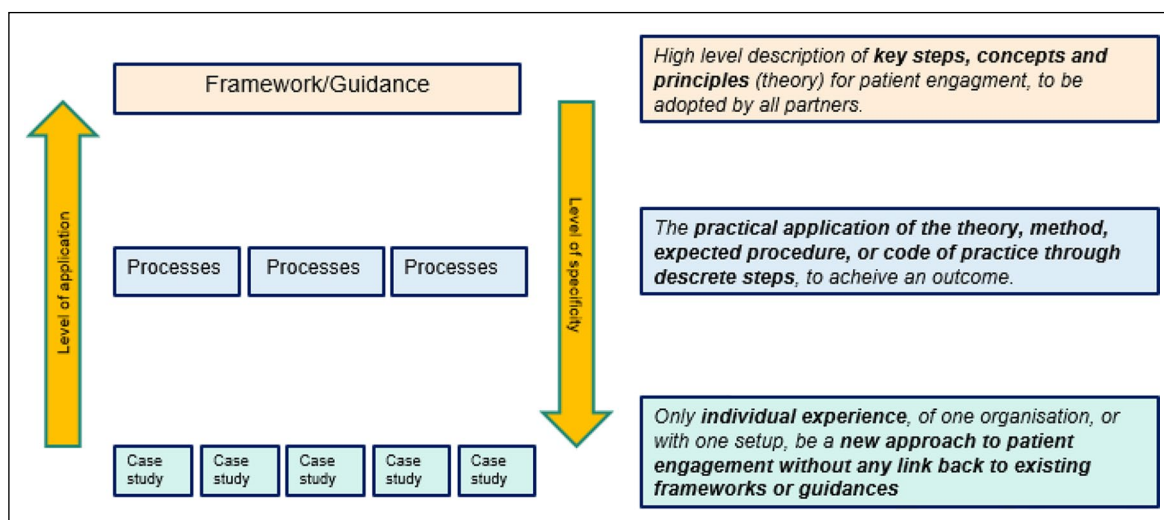 Framework/Guidance
High level description of key steps, concepts and
principles (theory) for patient engagment, to be
adopted by all partners.
Level of application
Level of specificity
Processes
Processes
Processes
The practical application of the theory, method,
expected procedure, or code of practice through
descrete steps, to acheive an outcome.
Case
study
Case
study
Case
study
Case
study
Case
study
Only individual experience, of one organisation, or
with one setup, be a new approach to patient
engagement without any link back to existing
frameworks or guidances